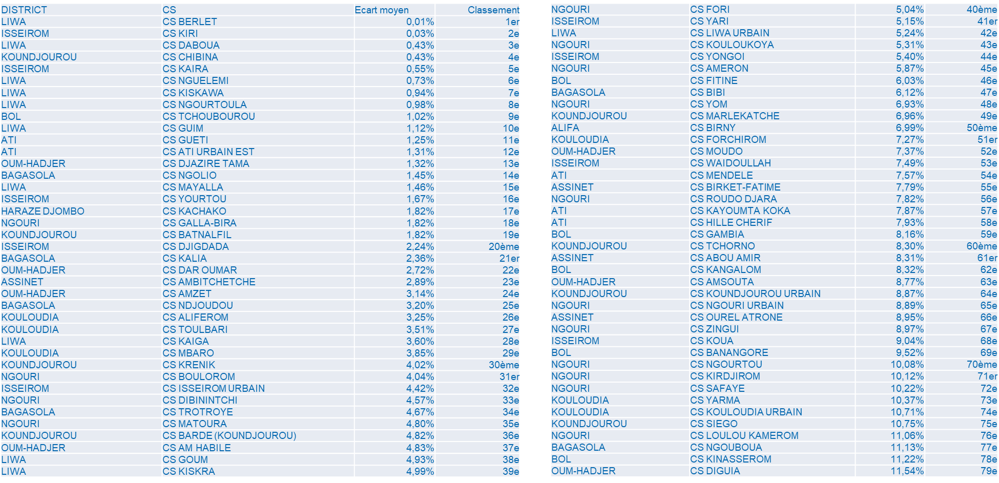 DISTRICT CS Ecart moyen Classement
LIWA CS BERLET 0,01% 1er
ISSEIROM CS KIRI 0,03% 2e
LIWA CS DABOUA 0,43% 3e
KOUNDJOUROU CS CHIBINA 0,43% 4e
ISSEIROM CS KAIRA 0,55% 5e
LIWA CS NGUELEMI 0,73% 6e
LIWA CS KISKAWA 0,94% 7e
LIWA CS NGOURTOULA 0,98% 8e
BOL CS TCHOUBOUROU 1,02% 9e
LIWA CS GUIM 1,12% 10e
ATI CS GUETI 1,25% 11e
ATI CS ATI URBAIN EST 1,31% 12e
OUM-HADJER CS DJAZIRE TAMA 1,32% 13e
BAGASOLA CS NGOLIO 1,45% 14e
LIWA CS MAYALLA 1,46% 15e
ISSEIROM CS YOURTOU 1,67% 16e
HARAZE DJOMBO CS KACHAKO 1,82% 17e
NGOURI CS GALLA-BIRA 1,82% 18e
KOUNDJOUROU CS BATNALFIL 1,82% 19e
ISSEIROM CS DJIGDADA 2,24% 20ème
BAGASOLA CS KALIA 2,36% 21er
OUM-HADJER CS DAR OUMAR 2,72% 22e
ASSINET CS AMBITCHETCHE 2,89% 23e
OUM-HADJER CS AMZET 3,14% 24e
BAGASOLA CS NDJOUDOU 3,20% 25e
KOULOUDIA CS ALIFEROM 3,25% 26e
KOULOUDIA CS TOULBARI 3,51% 27e
LIWA CS KAIGA 3,60% 28e
KOULOUDIA CS MBARO 3,85% 29e
KOUNDJOUROU CS KRENIK 4,02% 30ème
NGOURI CS BOULOROM 4,04% 31er
ISSEIROM CS ISSEIROM URBAIN 4,42% 32e
NGOURI CS DIBININTCHI 4,57% 33e
BAGASOLA CS TROTROYE 4,67% 34e
NGOURI CS MATOURA 4,80% 35e
KOUNDJOUROU CS BARDE (KOUNDJOUROU) 4,82% 36e
OUM-HADJER CS AM HABILE 4,83% 37e
LIWA CS GOUM 4,93% 38e
LIWA CS KISKRA 4,99% 39e
NGOURI CS FORI 5,04% 40ème
ISSEIROM CS YARI 5,15% 41er
LIWA CS LIWA URBAIN 5,24% 42e
NGOURI CS KOULOUKOYA 5,31% 43e
ISSEIROM CS YONGOI 5,40% 44e
NGOURI CS AMERON 5,87% 45e
BOL CS FITINE 6,03% 46e
BAGASOLA CS BIBI 6,12% 47e
NGOURI CS YOM 6,93% 48e
KOUNDJOUROU CS MARLEKATCHE 6,96% 49e
ALIFA CS BIRNY 6,99% 50ème
KOULOUDIA CS FORCHIROM 7,27% 51er
OUM-HADJER CS MOUDO 7,37% 52e
ISSEIROM CS WAIDOULLAH 7,49% 53e
ATI CS MENDELE 7,57% 54e
ASSINET CS BIRKET-FATIME 7,79% 55e
NGOURI CS ROUDO DJARA 7,82% 56e
ATI CS KAYOUMTA KOKA 7,87% 57e
ATI CS HILLE CHERIF 7,93% 58e
BOL CS GAMBIA 8,16% 59e
KOUNDJOUROU CS TCHORNO 8,30% 60ème
ASSINET CS ABOU AMIR 8,31% 61er
BOL CS KANGALOM 8,32% 62e
OUM-HADJER CS AMSOUTA 8,77% 63e
KOUNDJOUROU CS KOUNDJOUROU URBAIN 8,87% 64e
NGOURI CS NGOURI URBAIN 8,89% 65e
ASSINET CS OUREL ATRONE 8,95% 66e
NGOURI CS ZINGUI 8,97% 67e
ISSEIROM CS KOUA 9,04% 68e
BOL CS BANANGORE 9,52% 69e
NGOURI CS NGOURTOU 10,08% 70ème
NGOURI CS KIRDJIROM 10,12% 71er
NGOURI CS SAFAYE 10,22% 72e
KOULOUDIA CS YARMA 10,37% 73e
KOULOUDIA CS KOULOUDIA URBAIN 10,71% 74e
KOUNDJOUROU CS SIEGO 10,75% 75e
NGOURI CS LOULOU KAMEROM 11,06% 76e
BAGASOLA CS NGOUBOUA 11,13% 77e
BOL CS KINASSEROM 11,22% 78e
OUM-HADJER CS DIGUIA 11,54% 79e